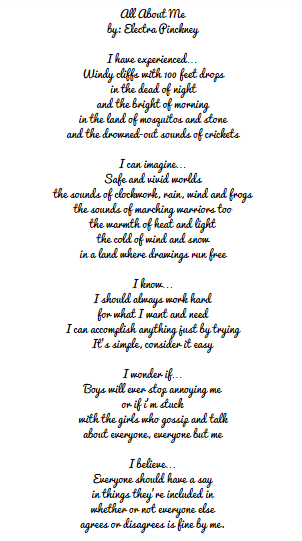 All About Me
by: Electra Pinckney
I have experienced...
Windy cliffs with 100 feet drops
in the dead of night
and the bright of morning
in the land of mosquitos and stone
and the drowned-out sounds of crickets
I can imagine...
Safe and vivid worlds
the sounds of clockwork, rain, wind and frogs
the sounds of marching warriors too
the warmth of heat and light
the cold of wind and snow
in a land where drawings run free
I know...
I should always work hard
for what I want and need
I can accomplish anything just by trying
It's simple, consider it easy
I wonder if...
Boys will ever stop annoying me
or if i'm stuck
with the girls who gossip and talk
about everyone, everyone but me
I believe...
Everyone should have a say
in things they're included in
whether or not everyone else
agrees or disagrees is fine by me.